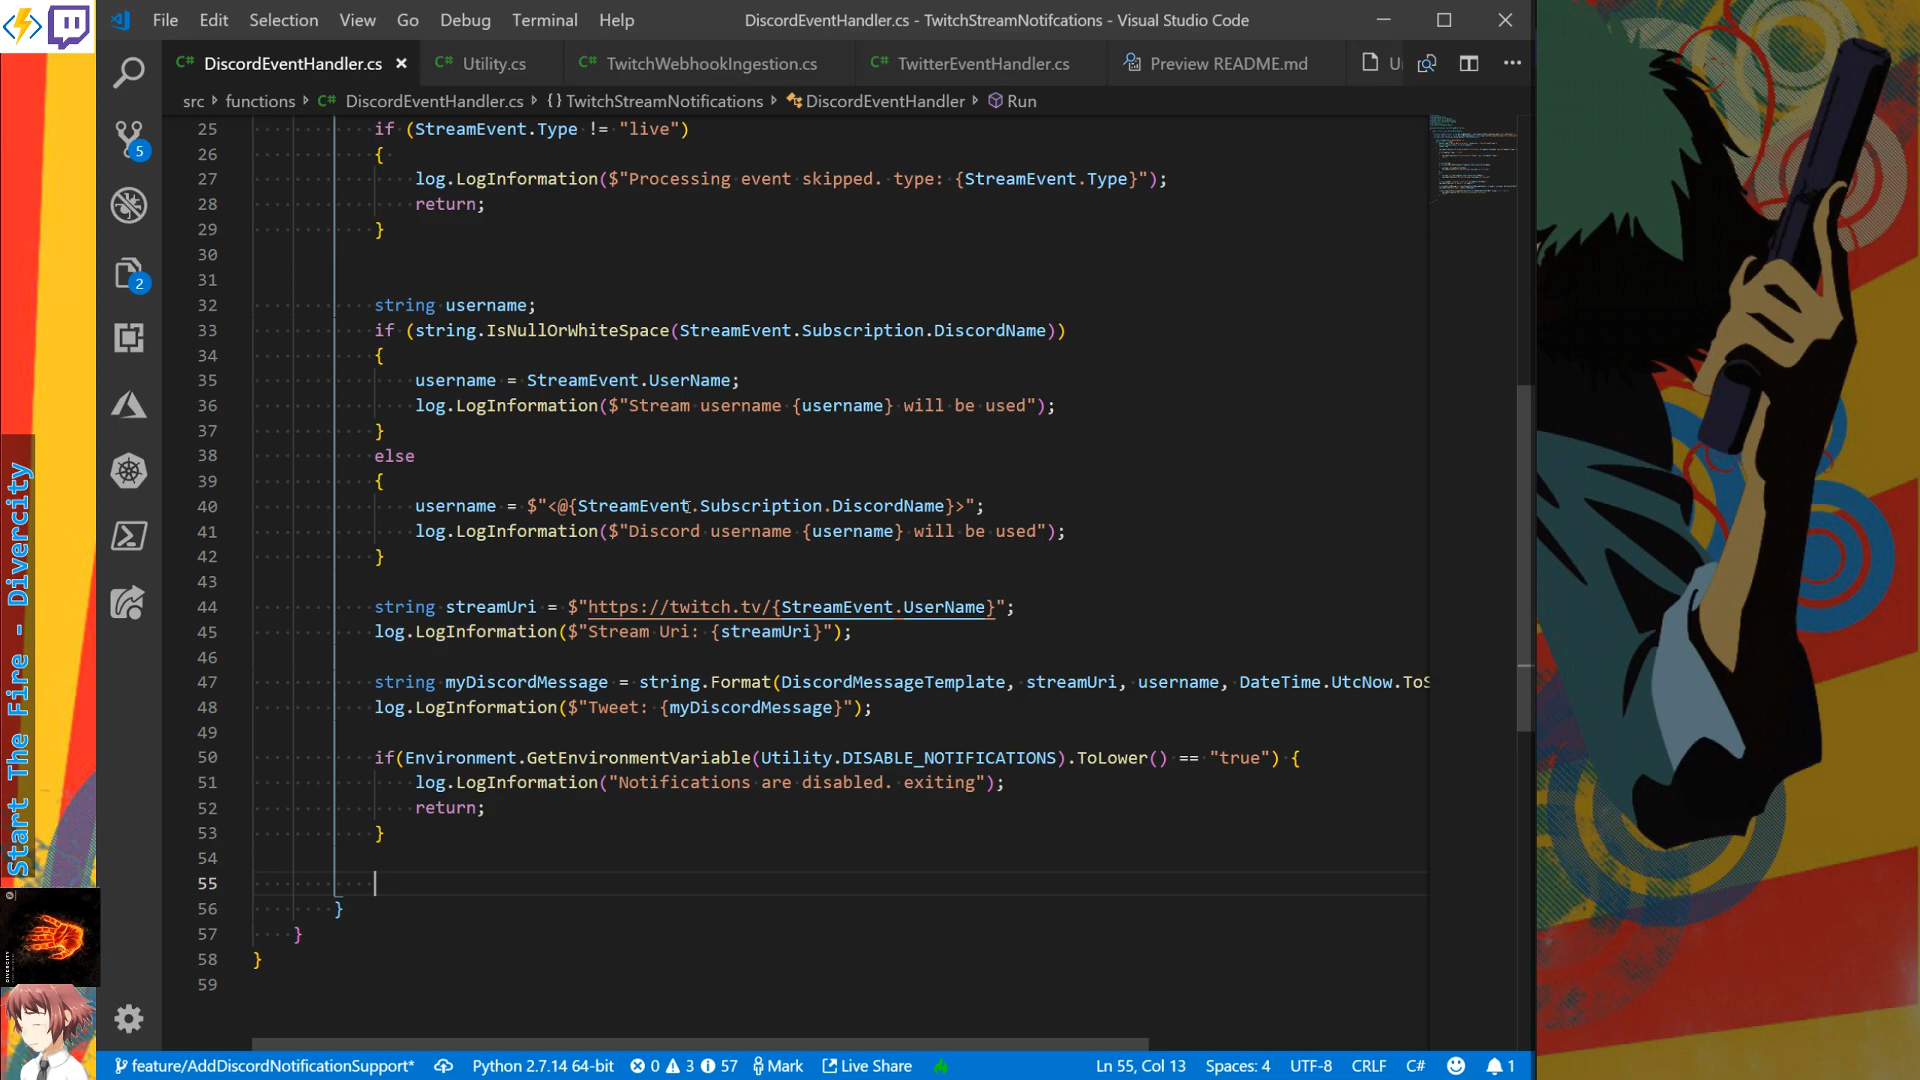 File Edit Selection View Go Debug Terminal Help DiscordEventHandler.cs - TwitchStreamNotifcations - Visual Studio Code
C# DiscordEventHandler.cs C# Utility.cs C# TwitchWebhookIngestion.cs C# TwitterEventHandler.cs Preview README.md U
src functions C# DiscordEventHandler.cs {} TwitchStreamNotifications DiscordEventHandler Run
25 if (StreamEvent.Type != "live")
26 {
27 log.LogInformation($"Processing event skipped. type: {StreamEvent.Type}");
28 return;
29 }
30
31
32 string username;
33 if (string.IsNullOrWhiteSpace(StreamEvent.Subscription.DiscordName))
34 {
35 username = StreamEvent.UserName;
36 log.LogInformation($"Stream username {username} will be used");
37 }
38 else
39 {
40 username = $"<@{StreamEvent.Subscription.DiscordName}>";
41 log.LogInformation($"Discord username {username} will be used");
42 }
43
44 string streamUri = $"https://twitch.tv/{StreamEvent.UserName}";
45 log.LogInformation($"Stream Uri: {streamUri}");
46
47 string myDiscordMessage = string.Format(DiscordMessageTemplate, streamUri, username, DateTime.UtcNow.ToS
48 log.LogInformation($"Tweet: {myDiscordMessage}");
49
50 if(Environment.GetEnvironmentVariable(Utility.DISABLE_NOTIFICATIONS).ToLower() == "true") {
51 log.LogInformation("Notifications are disabled. exiting");
52 return;
53 }
54
55
56 }
57 }
58 }
59
5
2
Start The Fire - Divercity
feature/AddDiscordNotificationSupport* Python 2.7.14 64-bit 0 3 57 Mark Live Share Ln 55, Col 13 Spaces: 4 UTF-8 CRLF C# 1